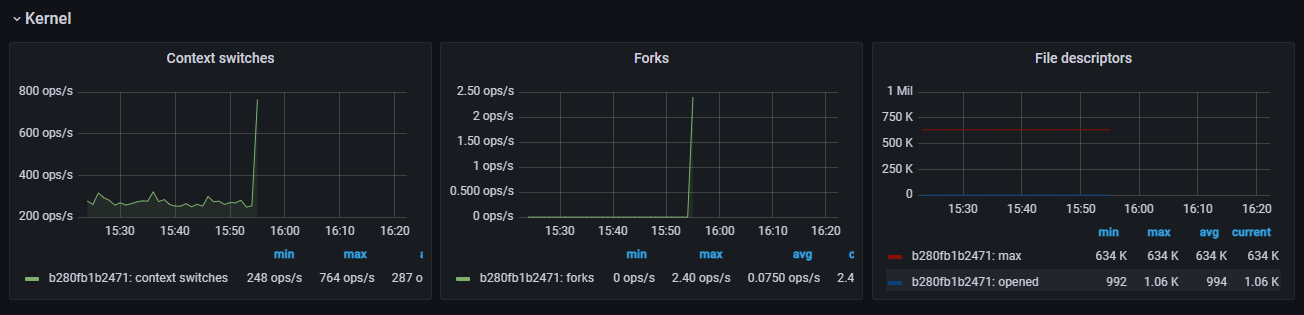 Kernel
Context switches
800 ops/s
600 ops/s
400 ops/s
200 ops/s
15:30 15:40 15:50 16:00 16:10 16:20
min max a
b280fb1b2471: context switches 248 ops/s 764 ops/s 287 o
Forks
2.50 ops/s
2 ops/s
1.50 ops/s
1 ops/s
0.500 ops/s
0 ops/s
15:30 15:40 15:50 16:00 16:10 16:20
min max avg c
b280fb1b2471: forks 0 ops/s 2.40 ops/s 0.0750 ops/s 2.4
File descriptors
1 Mil
750 K
500 K
250 K
0
15:30 15:40 15:50 16:00 16:10 16:20
min max avg current
b280fb1b2471: max 634 K 634 K 634 K 634 K
b280fb1b2471: opened 992 1.06 K 994 1.06 K